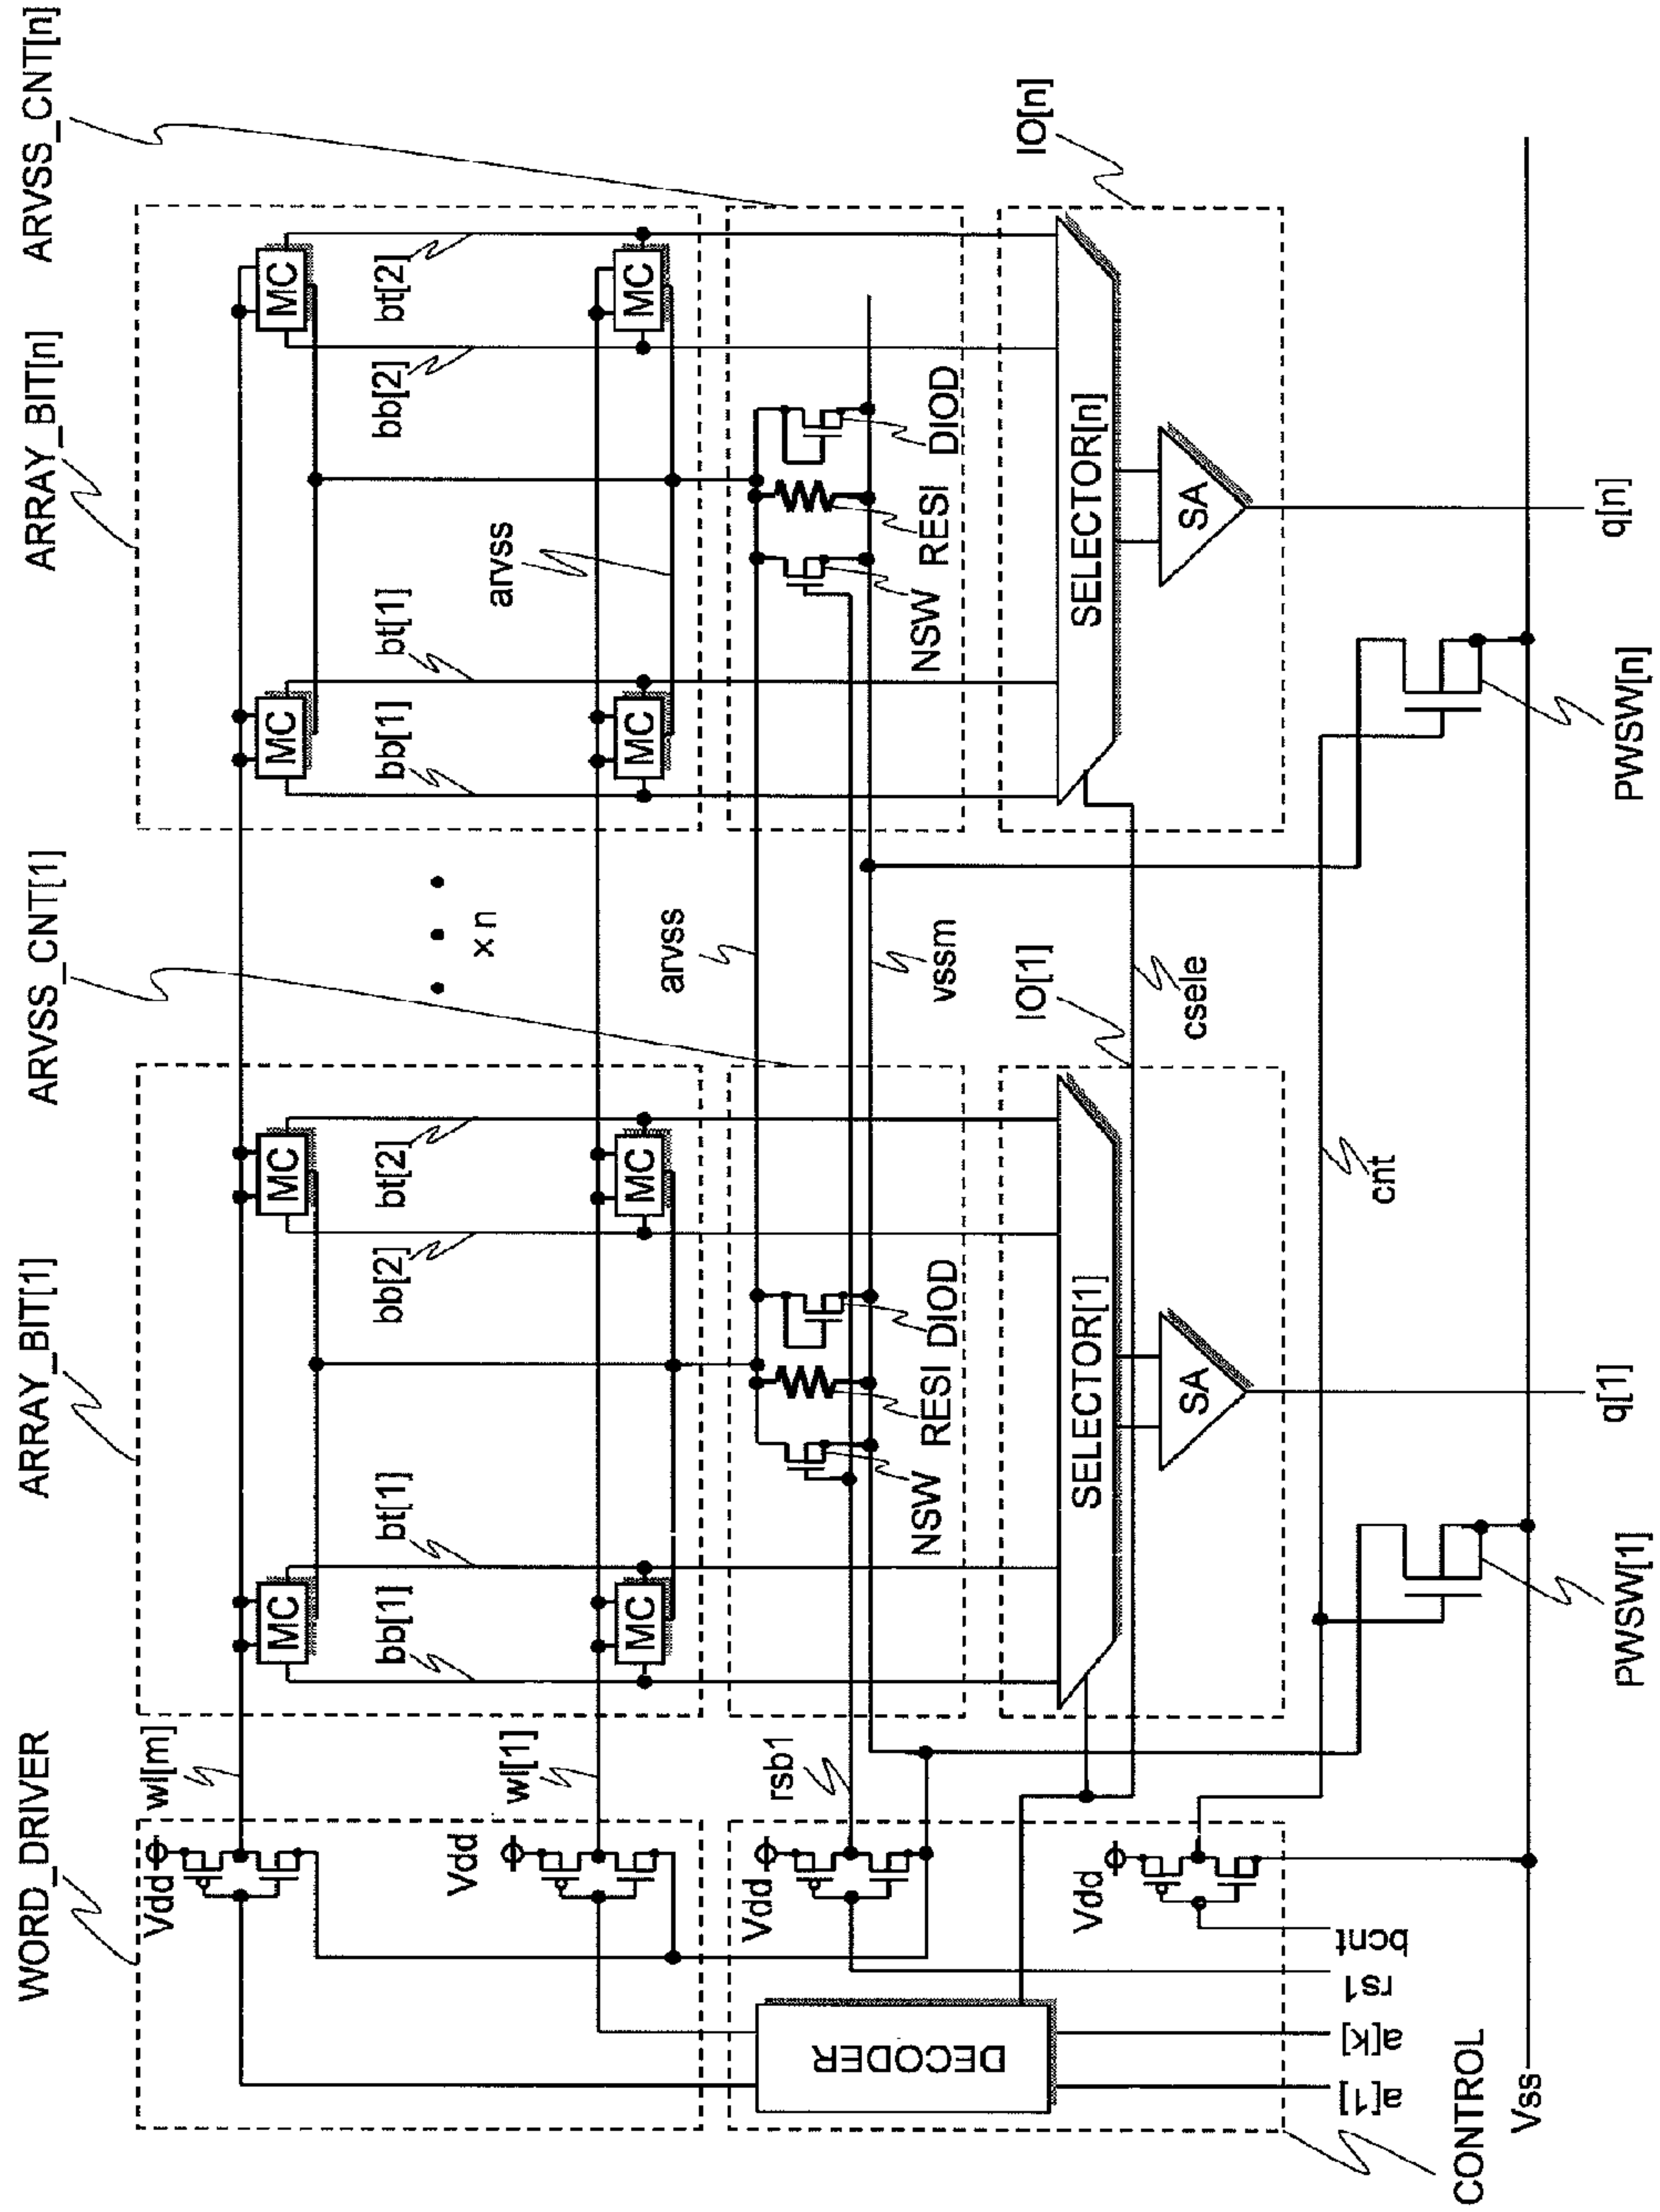 WORD_DRIVER
ARRAY_BIT[1]
ARVSS_CNT[1]
ARRAY_BIT[n]
ARVSS_CNT[n]
Vdd
wl[m]
MC
MC
MC
MC
bb[1]
bt[1]
bb[2]
bt[2]
x n
bb[1]
bt[1]
bb[2]
bt[2]
Vdd
wl[1]
arvss
MC
MC
MC
MC
Vdd
rsb1
arvss
NSW
RESI
DIOD
vssm
NSW
RESI
DIOD
DECODER
IO[1]
IO[n]
Vdd
SELECTOR[1]
SELECTOR[n]
csele
SA
SA
a[1]
a[k]
rs1
bcnt
cnt
CONTROL
Vss
PWSW[1]
q[1]
PWSW[n]
q[n]